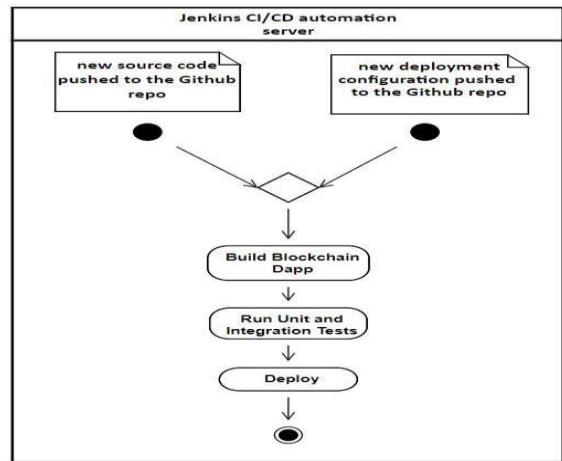 Jenkins CI/CD automation
server
new source code
pushed to the Github
repo
new deployment
configuration pushed
to the Github repo
Build Blockchain
Dapp
Run Unit and
Integration Tests
Deploy